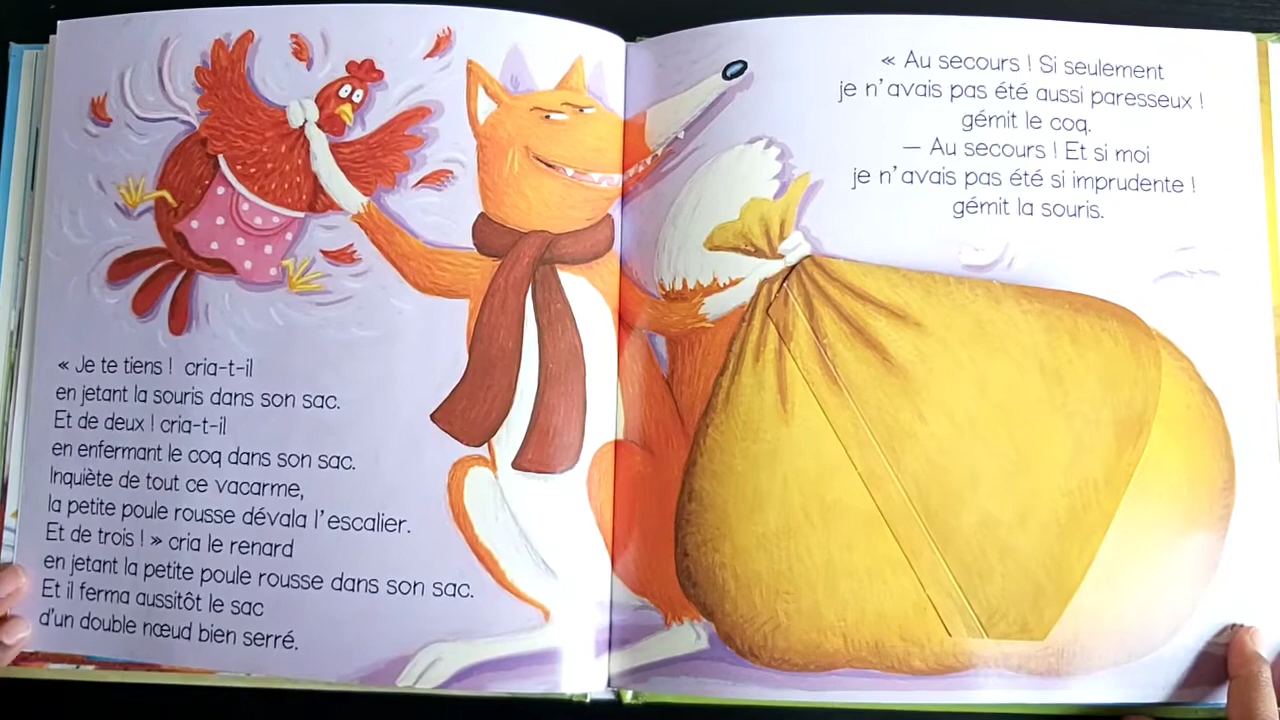 « Je te tiens ! cria-t-il
en jetant la souris dans son sac.
Et de deux ! cria-t-il
en enfermant le coq dans son sac.
Inquiète de tout ce vacarme,
la petite poule rousse dévala l'escalier.
Et de trois ! » cria le renard
en jetant la petite poule rousse dans son sac.
Et il ferma aussitôt le sac
d'un double nœud bien serré.
« Au secours ! Si seulement
je n'avais pas été aussi paresseux !
gémit le coq.
– Au secours ! Et si moi
je n'avais pas été si imprudente !
gémit la souris.